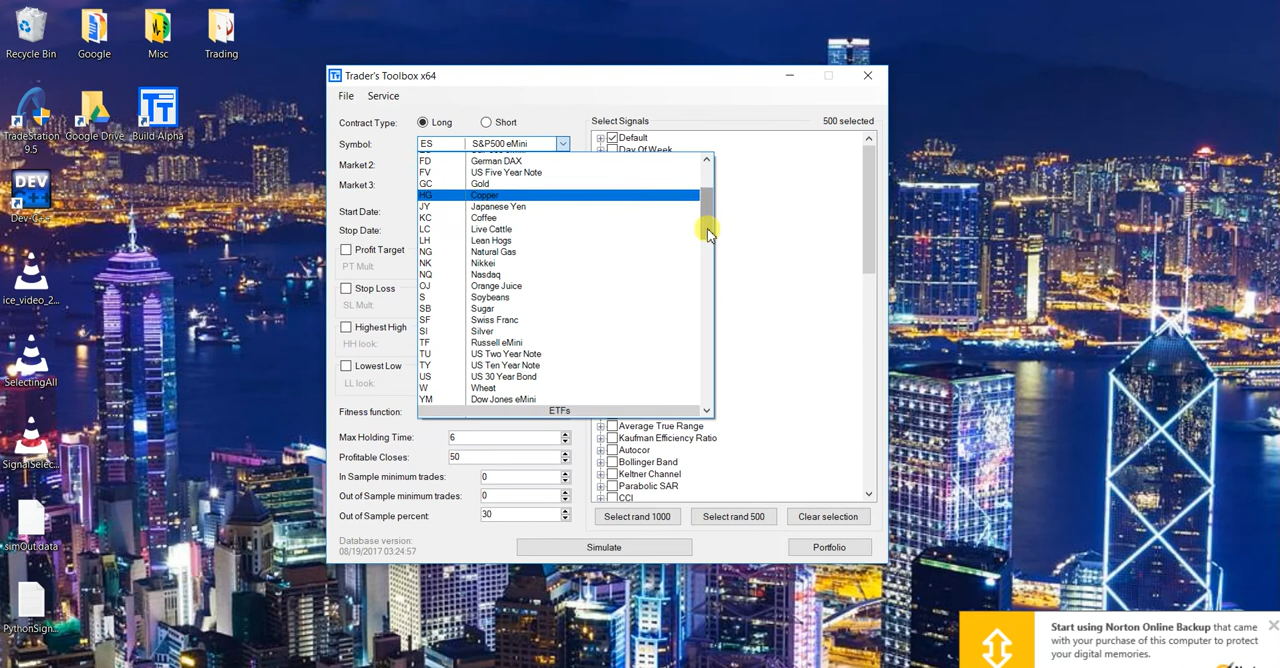 Recycle Bin
Google
Misc
Trading
TradeStation
9.5
Google Drive
Build Alpha
DEV
Dev-C++
ice_video_2...
SelectingAll
SignalSelec...
simOut.data
PythonSign...
Trader's Toolbox x64
File Service
Contract Type: Long Short
Symbol: ES S&P500 eMini
Market 2:
Market 3:
Start Date:
Stop Date:
Profit Target
PT Mult
Stop Loss
SL Mult.
Highest High
HH look:
Lowest Low
LL look:
Fitness function:
Max Holding Time: 6
Profitable Closes: 50
In Sample minimum trades: 0
Out of Sample minimum trades: 0
Out of Sample percent: 30
Database version:
08/19/2017 03:24:57
FD German DAX
FV US Five Year Note
GC Gold
HG Copper
JY Japanese Yen
KC Coffee
LC Live Cattle
LH Lean Hogs
NG Natural Gas
NK Nikkei
NQ Nasdaq
OJ Orange Juice
S Soybeans
SB Sugar
SF Swiss Franc
SI Silver
TF Russell eMini
TU US Two Year Note
TY US Ten Year Note
US US 30 Year Bond
W Wheat
YM Dow Jones eMini
ETFs
Select Signals 500 selected
Default
Day Of Week
Average True Range
Kaufman Efficiency Ratio
Autocor
Bollinger Band
Keltner Channel
Parabolic SAR
CCI
Select rand 1000
Select rand 500
Clear selection
Simulate
Portfolio
Start using Norton Online Backup that came
with your purchase of this computer to protect
your digital memories.